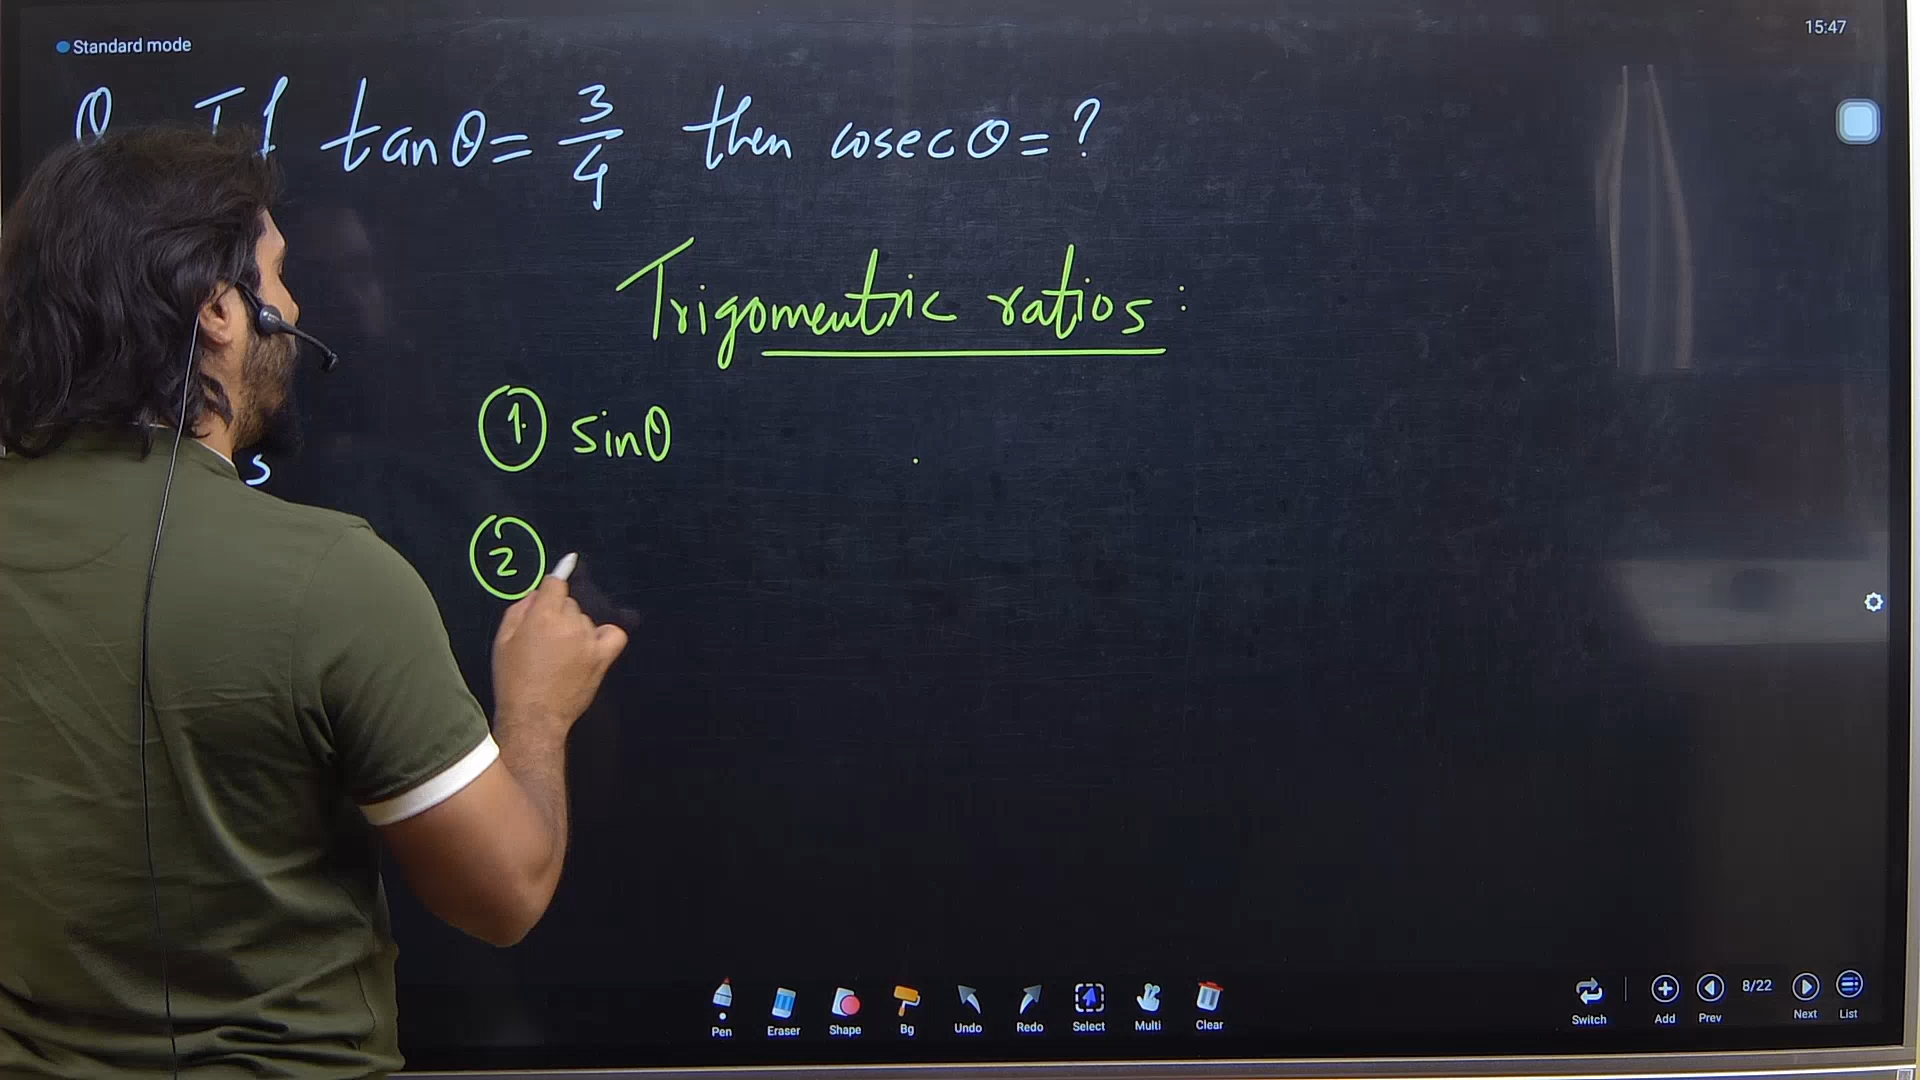 Standard mode
15:47
Q. If tanθ = 3/4 then cosecθ = ?
Trigomentric ratios :
① sinθ
s
②
Pen Eraser Shape Bg Undo Redo Select Multi Clear
Switch Add Prev 8/22 Next List